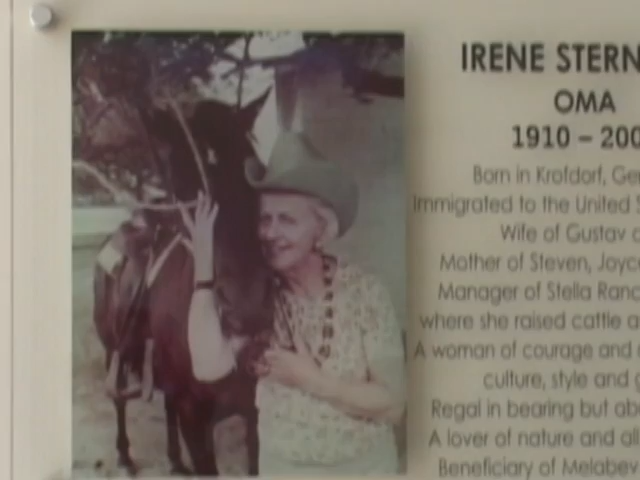 IRENE STERN
OMA
1910 – 200
Born in Krofdorf, Ge
immigrated to the United S
Wife of Gustav a
Mother of Steven, Joyc
Manager of Stella Ranc
where she raised cattle a
A woman of courage and
culture, style and g
Regal in bearing but ab
A lover of nature and all
Beneficiary of Melabev